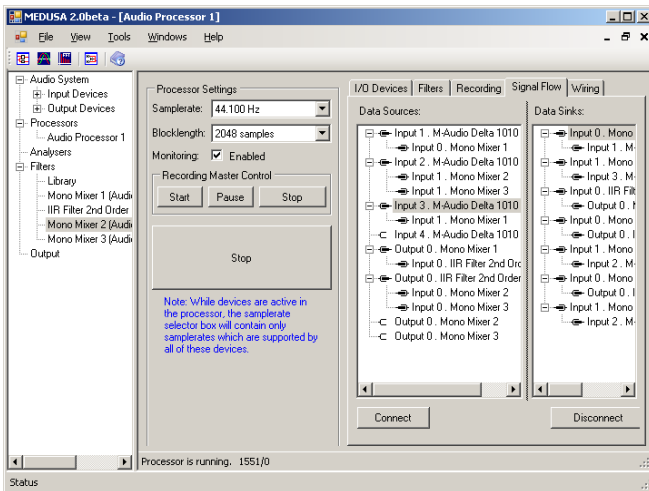 MEDUSA 2.0beta - [Audio Processor 1]
File View Tools Windows Help
Audio System
Input Devices
Output Devices
Processors
Audio Processor 1
Analysers
Filters
Library
Mono Mixer 1 (Audi
IIR Filter 2nd Order
Mono Mixer 2 (Audi
Mono Mixer 3 (Audi
Output
Processor Settings
Samplerate: 44.100 Hz
Blocklength: 2048 samples
Monitoring: Enabled
Recording Master Control
Start Pause Stop
Stop
Note: While devices are active in
the processor, the samplerate
selector box will contain only
samplerates which are supported by
all of these devices.
I/O Devices Filters Recording Signal Flow Wiring
Data Sources:
Input 1 . M-Audio Delta 1010
Input 0 . Mono Mixer 1
Input 2 . M-Audio Delta 1010
Input 1 . Mono Mixer 2
Input 1 . Mono Mixer 3
Input 3 . M-Audio Delta 1010
Input 1 . Mono Mixer 1
Input 4 . M-Audio Delta 1010
Output 0 . Mono Mixer 1
Input 0 . IIR Filter 2nd Orc
Output 0 . IIR Filter 2nd Order
Input 0 . Mono Mixer 2
Input 0 . Mono Mixer 3
Output 0 . Mono Mixer 2
Output 0 . Mono Mixer 3
Data Sinks:
Input 0 . Mono
Input 1 . M-
Input 1 . Mono
Input 3 . M-
Input 0 . IIR Filt
Output 0 . M
Input 0 . Mono
Output 0 . I
Input 1 . Mono
Input 2 . M-
Input 0 . Mono
Output 0 . I
Input 1 . Mono
Input 2 . M-
Connect
Disconnect
Processor is running. 1551/0
Status